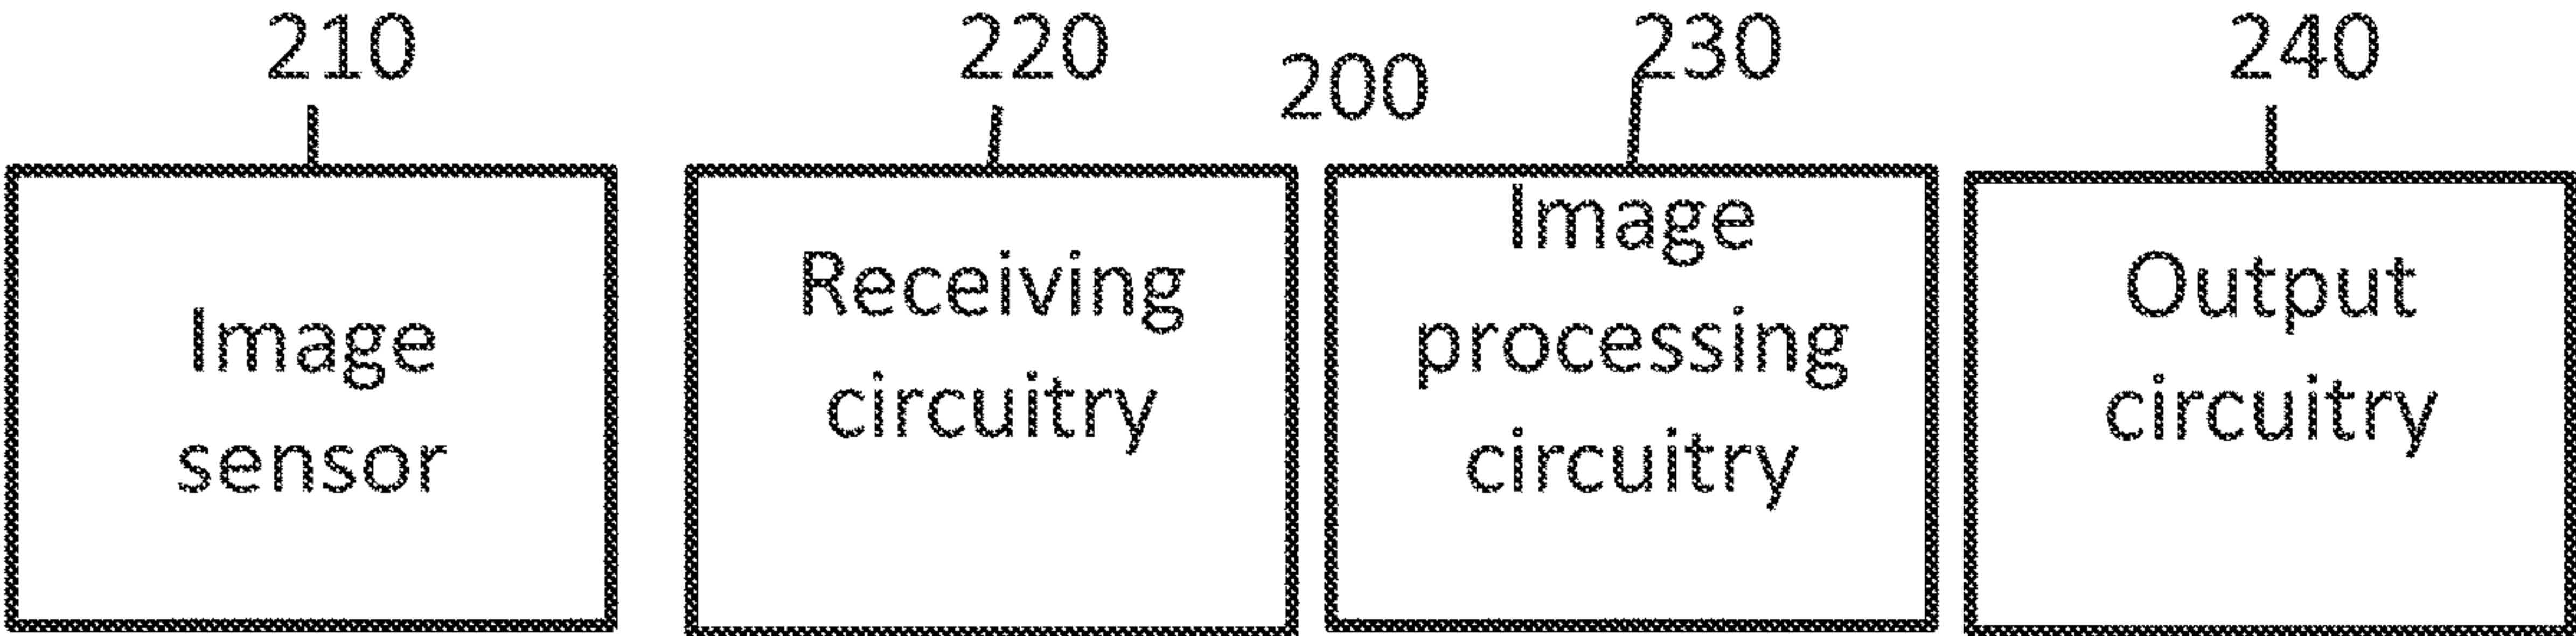 210
220
200
230
240
Image
sensor
Receiving
circuitry
Image
processing
circuitry
Output
circuitry